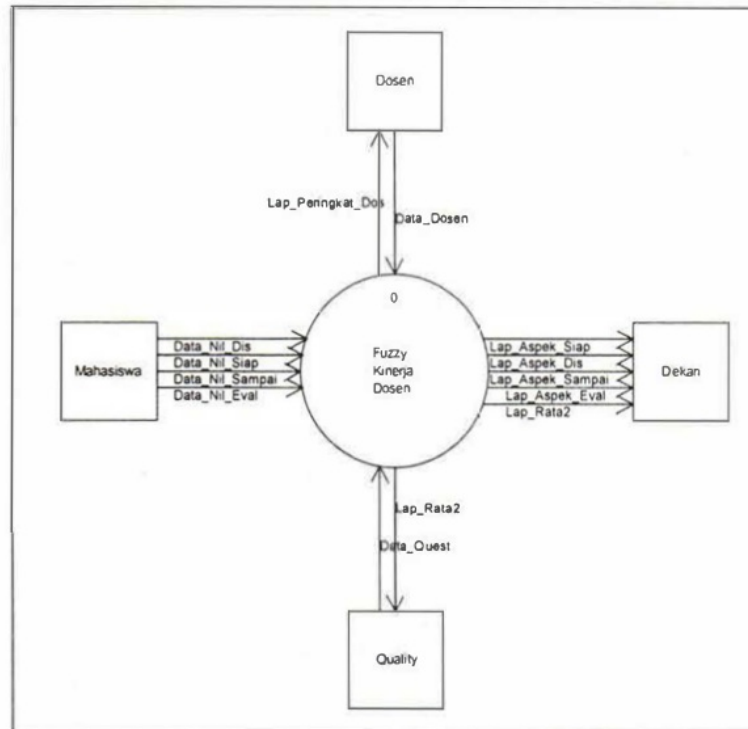 Dosen
Lap_Peringkat_Dos
Data_Dosen
0
Fuzzy
Kinerja
Dosen
Mahasiswa
Data_Nil_Dis
Data_Nil_Siap
Data_Nil_Sampai
Data_Nil_Eval
Lap_Aspek_Siap
Lap_Aspek_Dis
Lap_Aspek_Sampai
Lap_Aspek_Eval
Lap_Rata2
Dekan
Lap_Rata2
Data_Quest
Quality